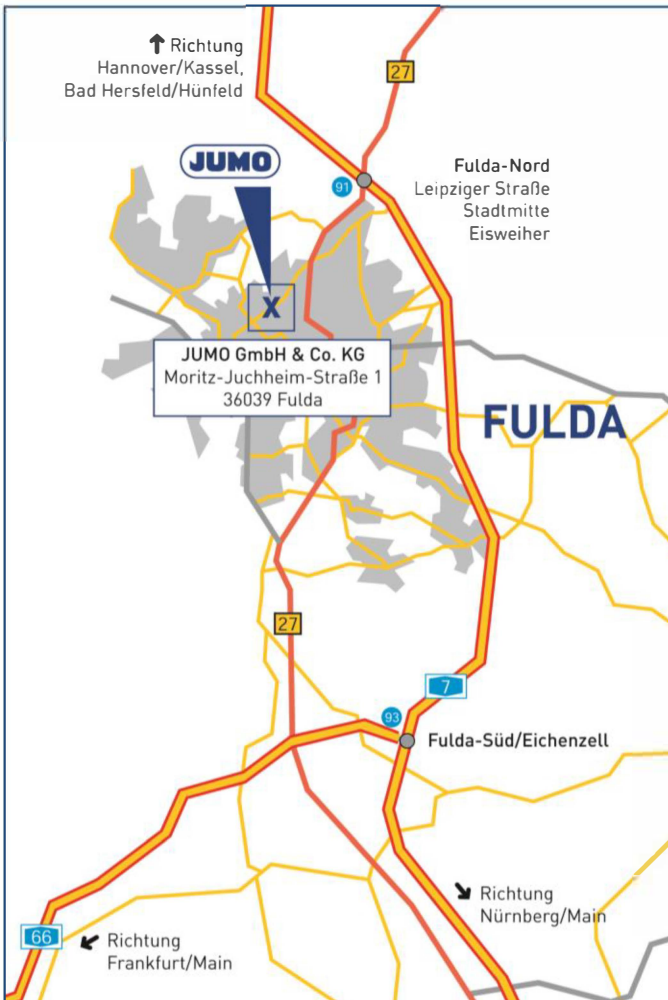 ↑ Richtung
Hannover/Kassel,
Bad Hersfeld/Hünfeld
27
JUMO
91
Fulda-Nord
Leipziger Straße
Stadtmitte
Eisweiher
X
JUMO GmbH & Co. KG
Moritz-Juchheim-Straße 1
36039 Fulda
FULDA
27
7
93
Fulda-Süd/Eichenzell
↘ Richtung
Nürnberg/Main
66
↙ Richtung
Frankfurt/Main